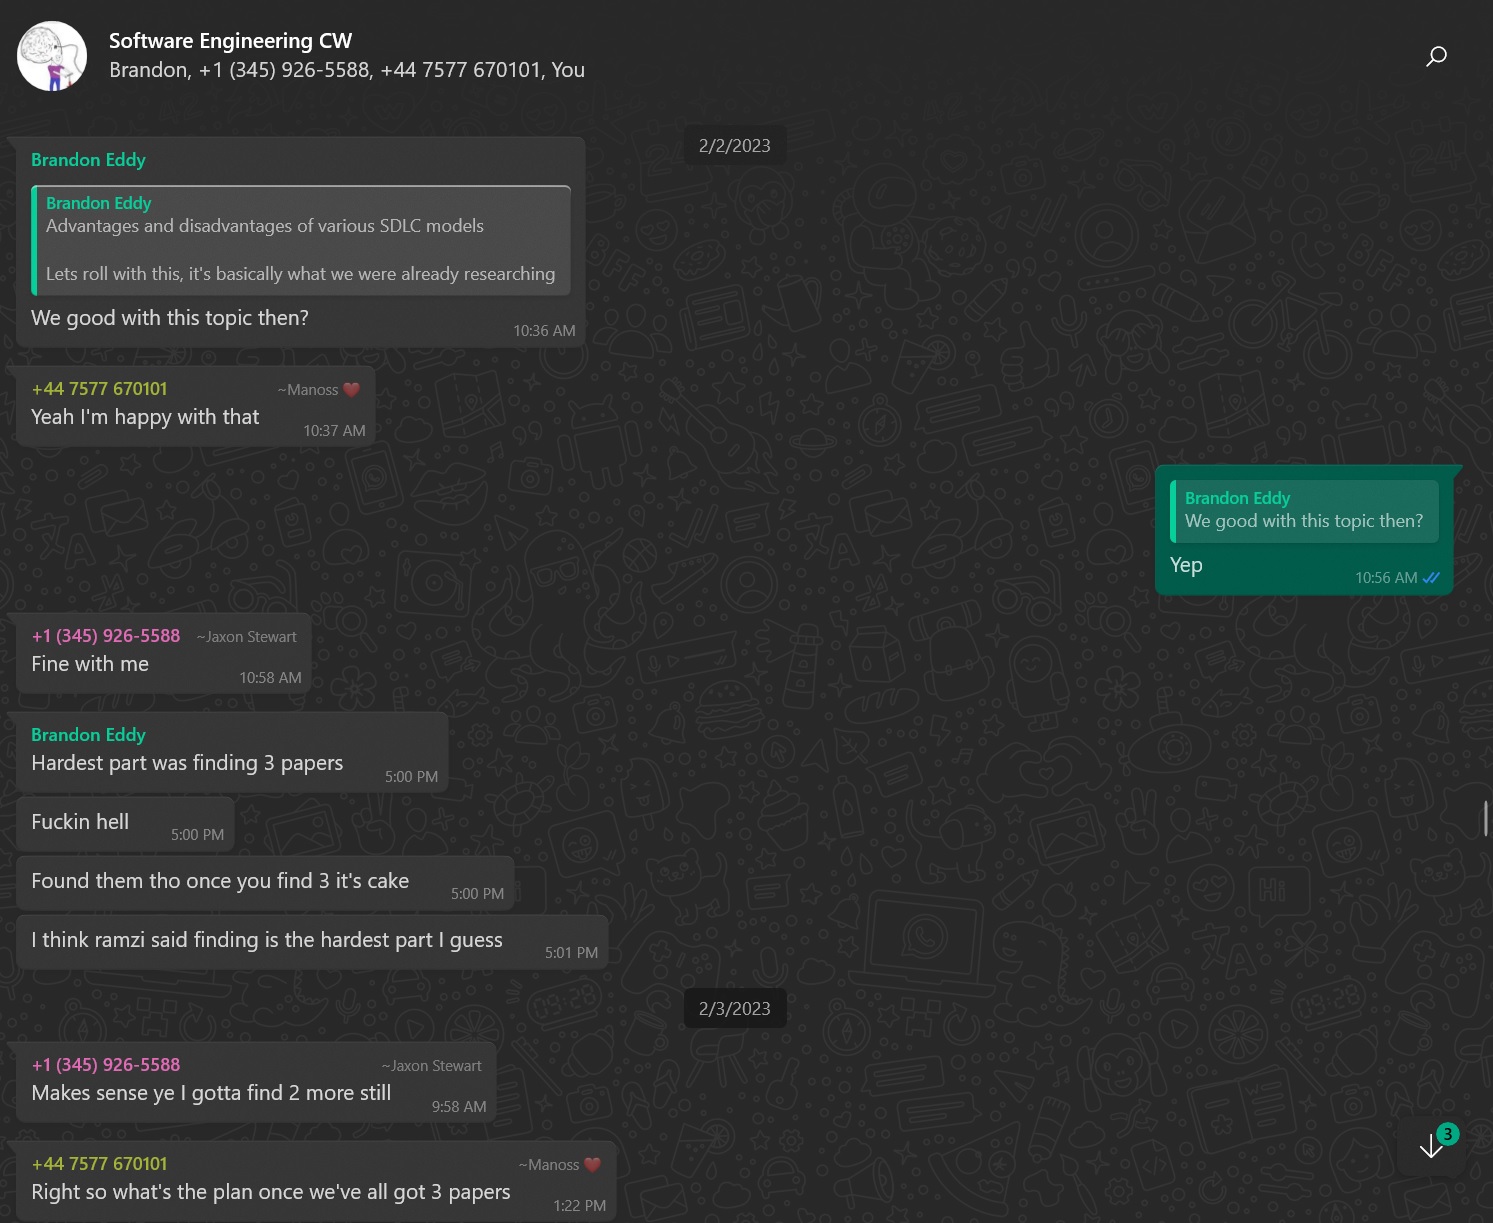 Software Engineering CW
Brandon, +1 (345) 926-5588, +44 7577 670101, You
2/2/2023
Brandon Eddy
Brandon Eddy
Advantages and disadvantages of various SDLC models
Lets roll with this, it's basically what we were already researching
We good with this topic then?
10:36 AM
+44 7577 670101 ~Manoss ❤️
Yeah I'm happy with that
10:37 AM
Brandon Eddy
We good with this topic then?
Yep
10:56 AM
+1 (345) 926-5588 ~Jaxon Stewart
Fine with me
10:58 AM
Brandon Eddy
Hardest part was finding 3 papers
5:00 PM
Fuckin hell
5:00 PM
Found them tho once you find 3 it's cake
5:00 PM
I think ramzi said finding is the hardest part I guess
5:01 PM
2/3/2023
+1 (345) 926-5588 ~Jaxon Stewart
Makes sense ye I gotta find 2 more still
9:58 AM
+44 7577 670101 ~Manoss ❤️
Right so what's the plan once we've all got 3 papers
1:22 PM
3